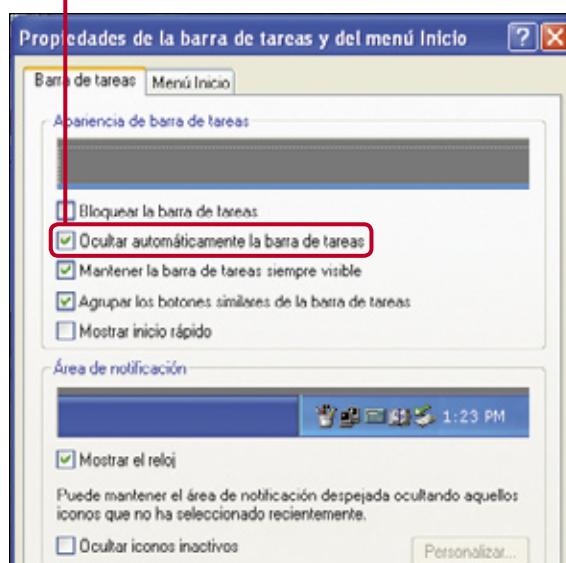 Propiedades de la barra de tareas y del menú Inicio
Barra de tareas Menú Inicio
Apariencia de barra de tareas
Bloquear la barra de tareas
Ocultar automáticamente la barra de tareas
Mantener la barra de tareas siempre visible
Agrupar los botones similares de la barra de tareas
Mostrar inicio rápido
Área de notificación
1:23 PM
Mostrar el reloj
Puede mantener el área de notificación despejada ocultando aquellos
iconos que no ha seleccionado recientemente.
Ocultar iconos inactivos
Personalizar...